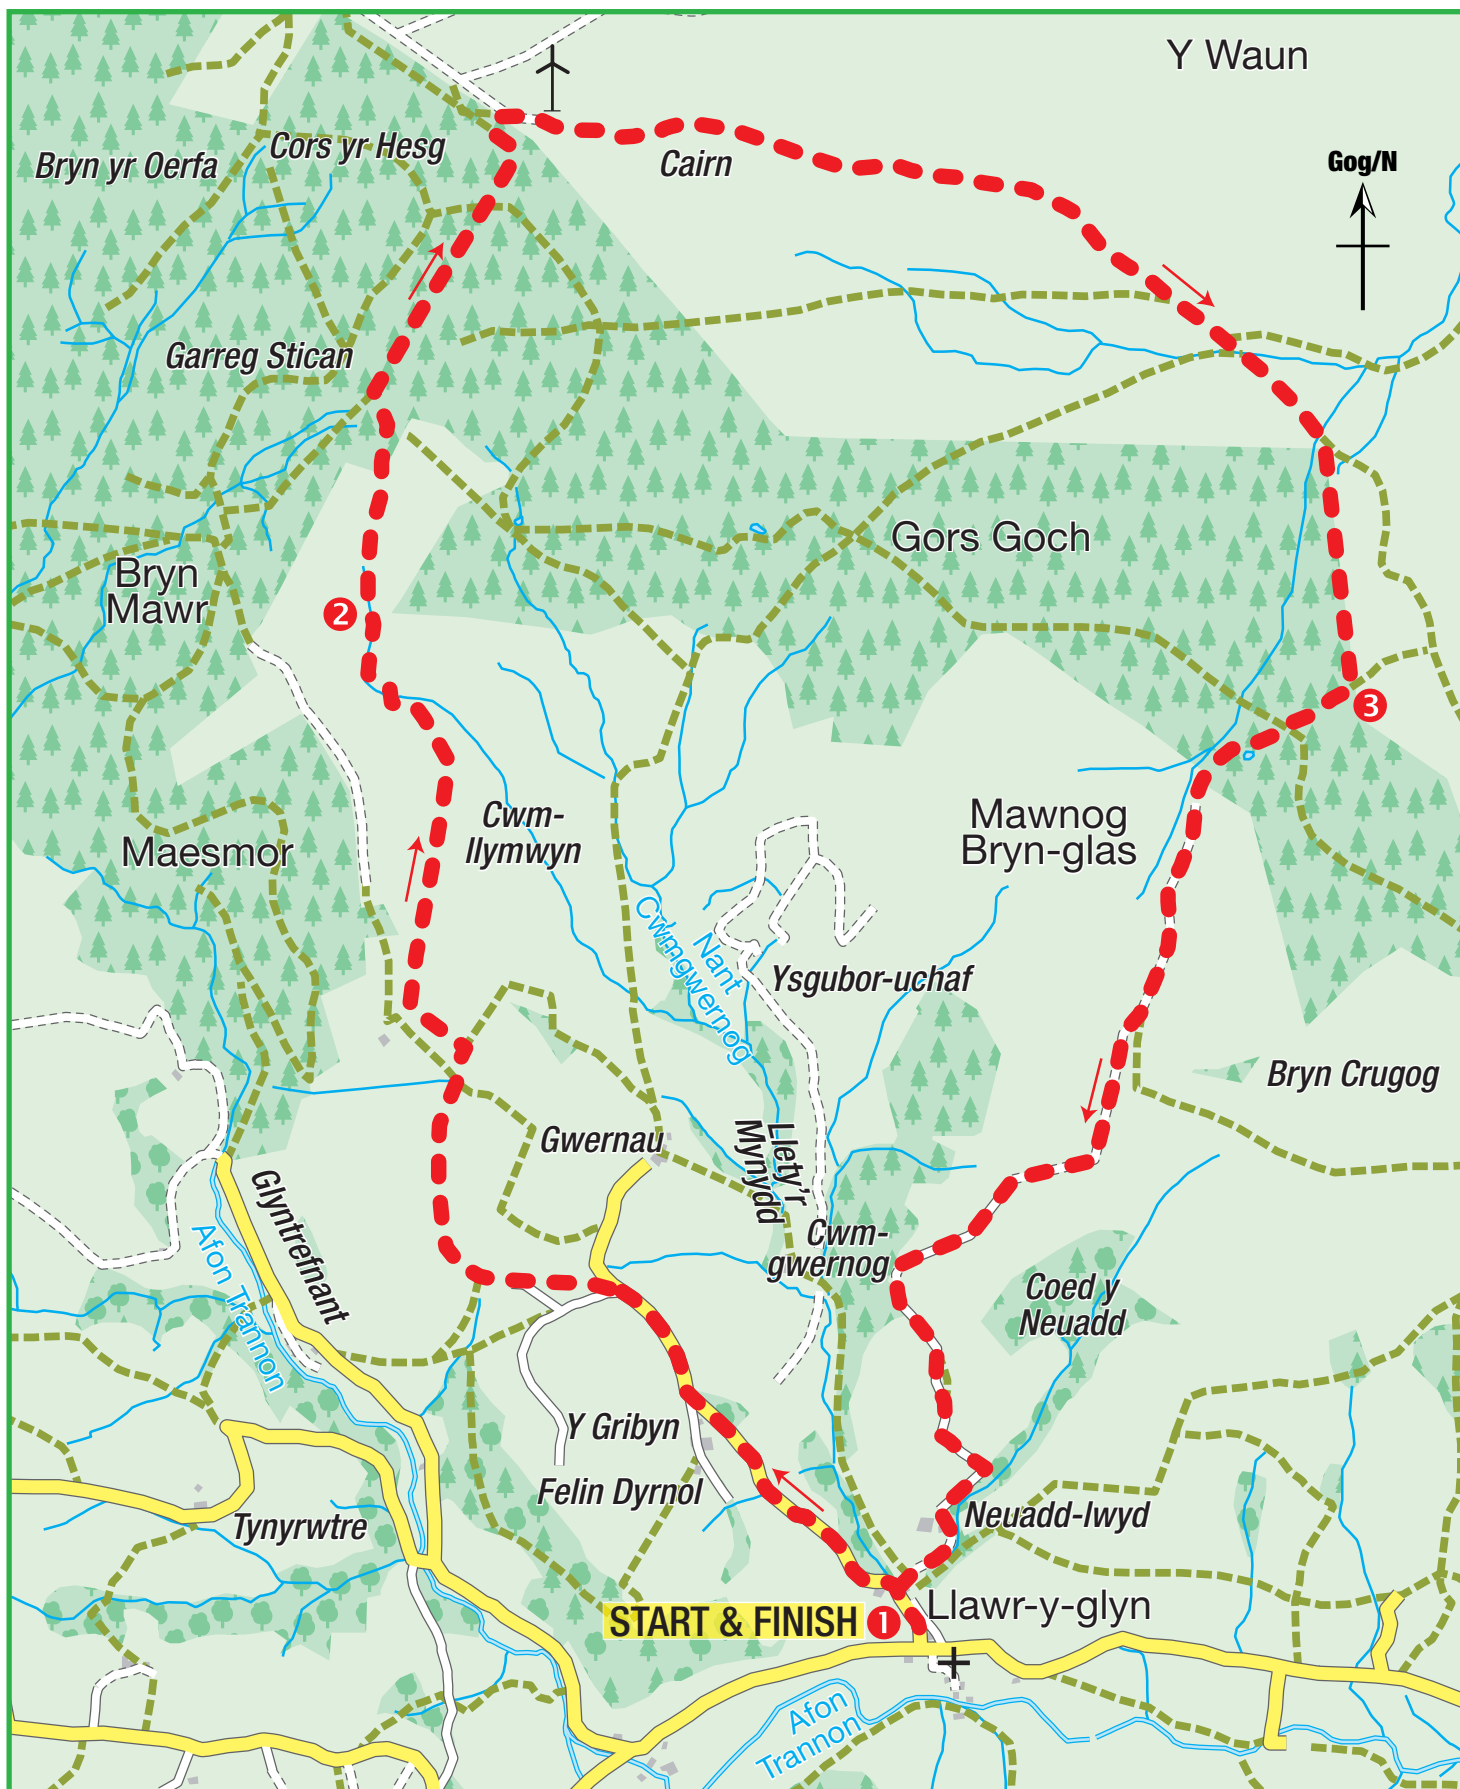 Y Waun
Cors yr Hesg
Bryn yr Oerfa
Cairn
Gog/N
Garreg Stican
Gors Goch
Bryn
Mawr
2
3
Cwm-
llymwyn
Mawnog
Bryn-glas
Maesmor
Nant
Cwmgwernog
Ysgubor-uchaf
Bryn Crugog
Gwernau
Llety'r
Mynydd
Glyntrefnant
Afon Trannon
Cwm-
gwernog
Coed y
Neuadd
Y Gribyn
Felin Dyrnol
Tynyrwtre
Neuadd-lwyd
START & FINISH 1
Llawr-y-glyn
Afon
Trannon